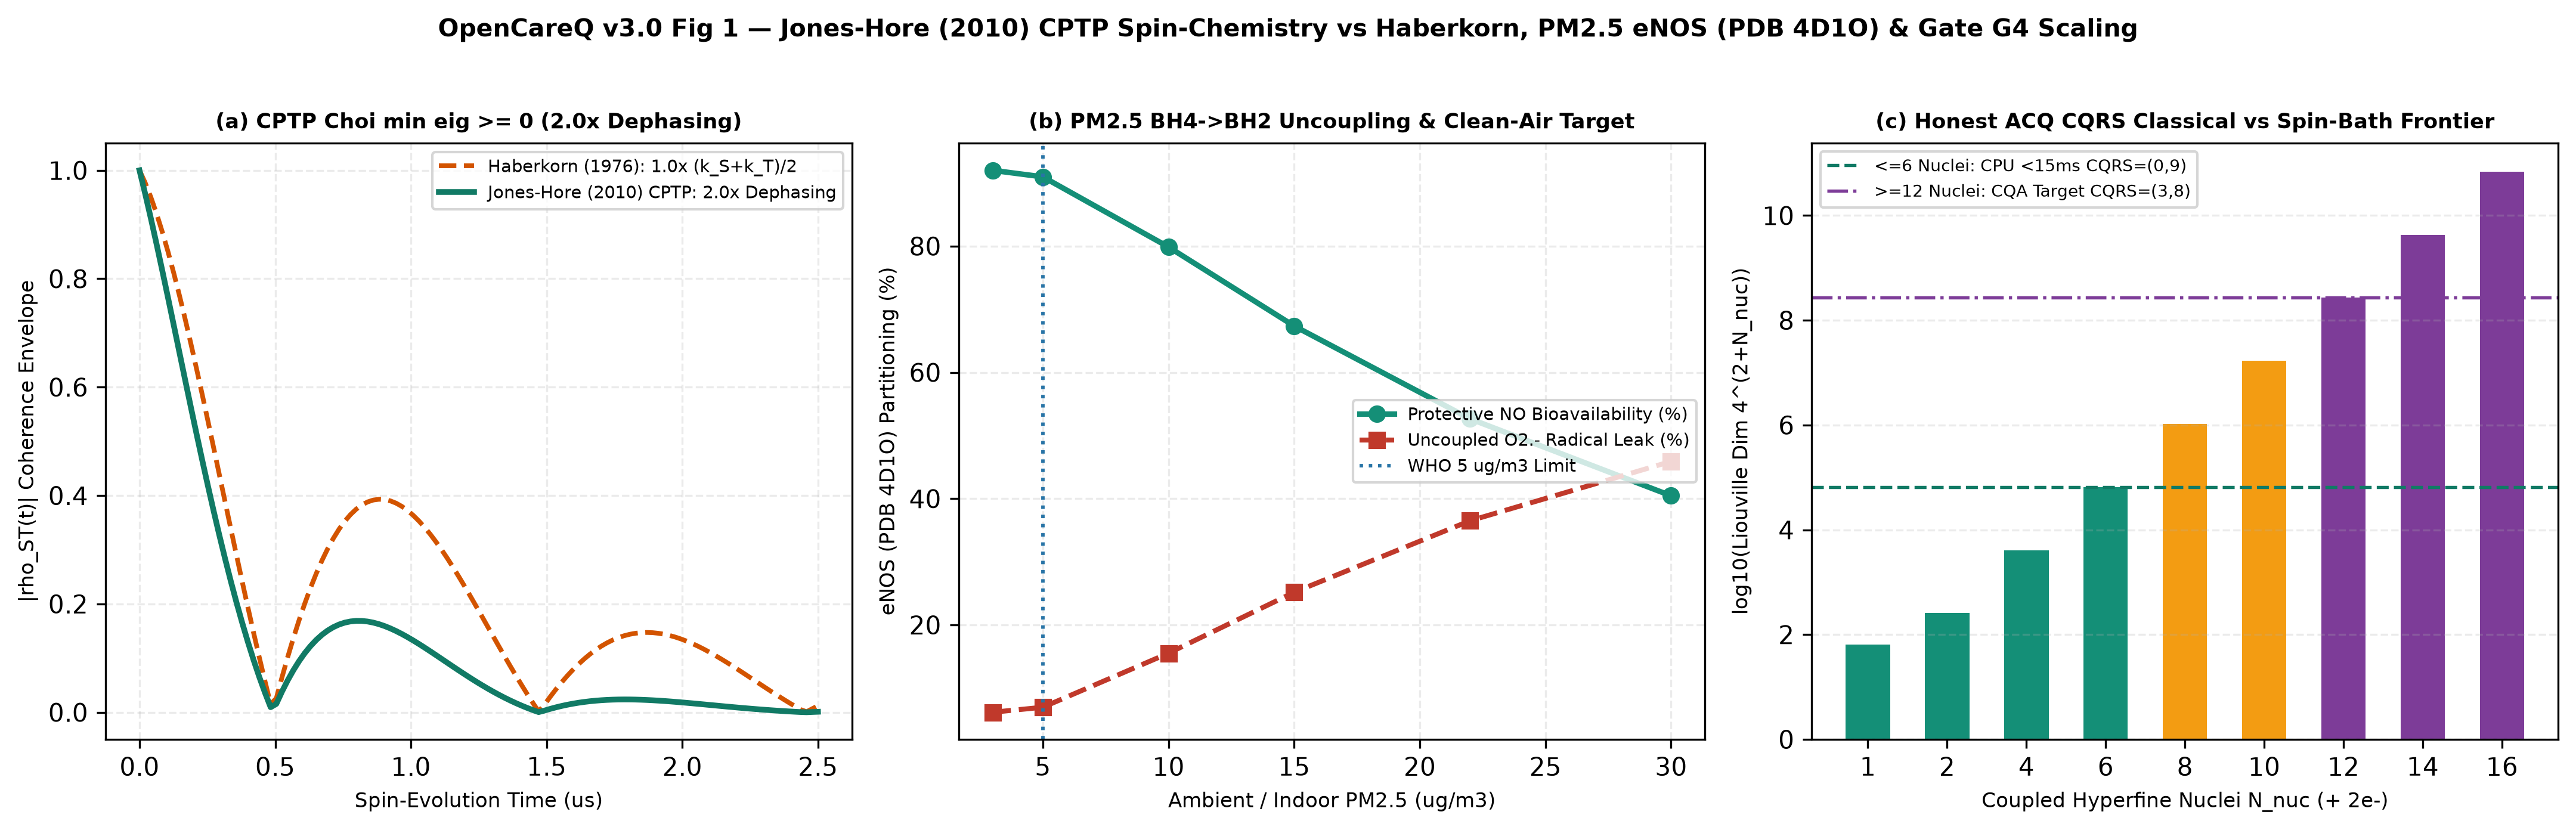 OpenCareQ v3.0 Fig 1 — Jones-Hore (2010) CPTP Spin-Chemistry vs Haberkorn, PM2.5 eNOS (PDB 4D1O) & Gate G4 Scaling
(a) CPTP Choi min eig >= 0 (2.0x Dephasing)
|rho_ST(t)| Coherence Envelope
1.0
0.8
0.6
0.4
0.2
0.0
Haberkorn (1976): 1.0x (k_S+k_T)/2
Jones-Hore (2010) CPTP: 2.0x Dephasing
0.0 0.5 1.0 1.5 2.0 2.5
Spin-Evolution Time (us)
(b) PM2.5 BH4->BH2 Uncoupling & Clean-Air Target
eNOS (PDB 4D1O) Partitioning (%)
80
60
40
20
Protective NO Bioavailability (%)
Uncoupled O2.- Radical Leak (%)
WHO 5 ug/m3 Limit
5 10 15 20 25 30
Ambient / Indoor PM2.5 (ug/m3)
(c) Honest ACQ CQRS Classical vs Spin-Bath Frontier
log10(Liouville Dim 4^(2+N_nuc))
10
8
6
4
2
0
<=6 Nuclei: CPU <15ms CQRS=(0,9)
>=12 Nuclei: CQA Target CQRS=(3,8)
1 2 4 6 8 10 12 14 16
Coupled Hyperfine Nuclei N_nuc (+ 2e-)